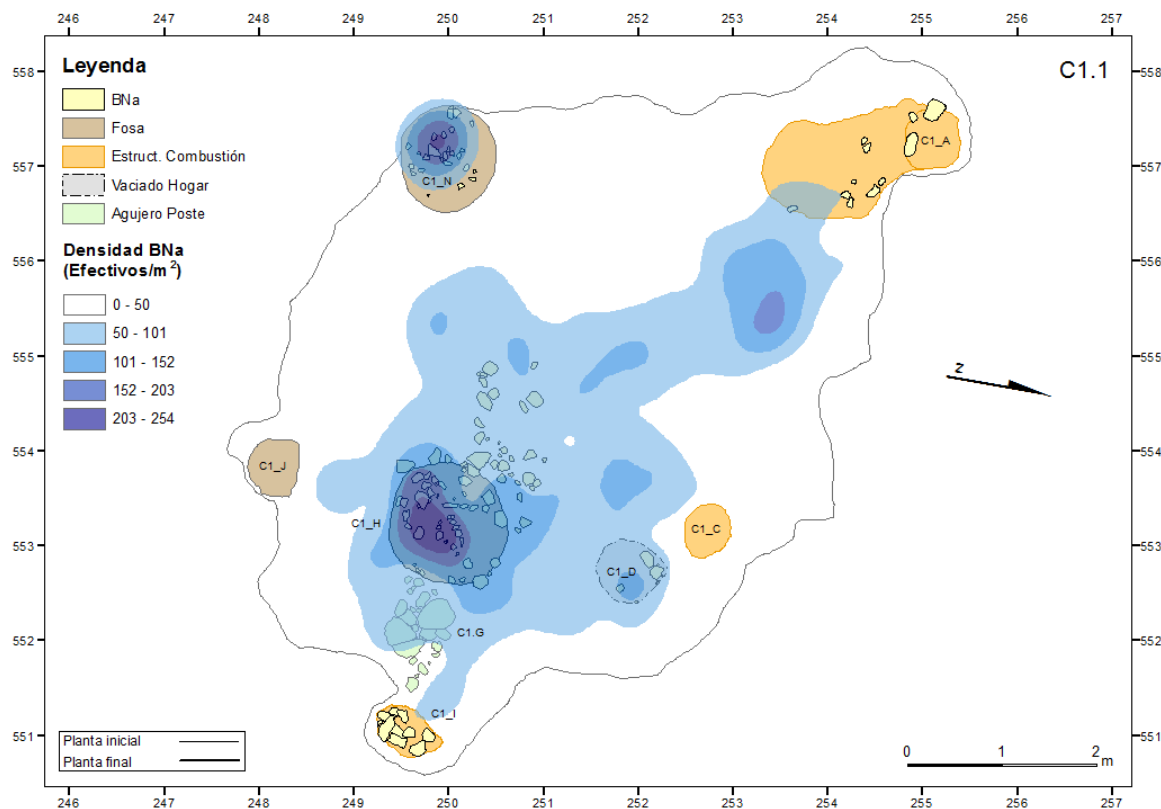 246 247 248 249 250 251 252 253 254 255 256 257
558 558
557 557
556 556
555 555
554 554
553 553
552 552
551 551
Leyenda
BNa
Fosa
Estruct. Combustión
Vaciado Hogar
Agujero Poste
Densidad BNa
(Efectivos/m²)
0 - 50
50 - 101
101 - 152
152 - 203
203 - 254
C1.1
C1_A
C1_N
z
C1_J
C1_H
C1_C
C1_D
C1.G
C1_I
Planta inicial
Planta final
0 1 2
m
246 247 248 249 250 251 252 253 254 255 256 257